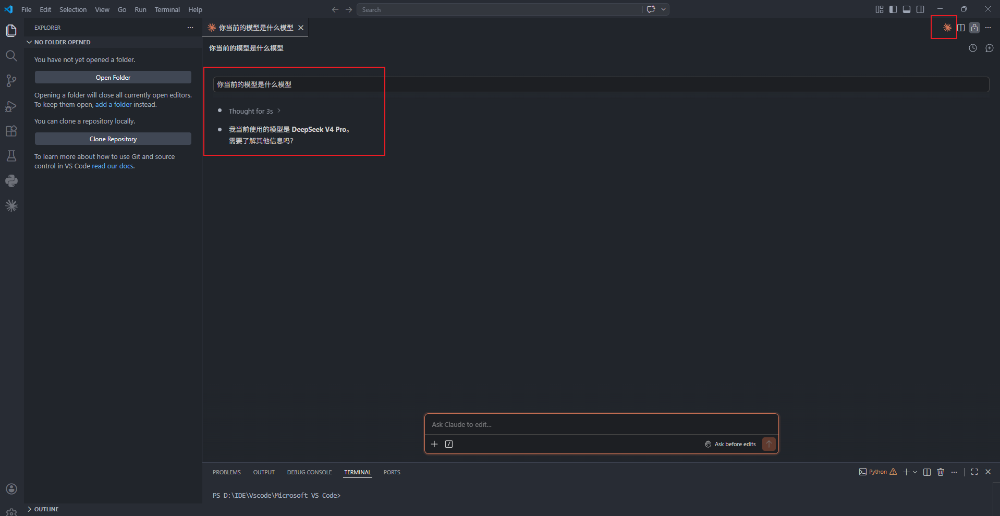 File Edit Selection View Go Run Terminal Help
Search
EXPLORER
NO FOLDER OPENED
You have not yet opened a folder.
Open Folder
Opening a folder will close all currently open editors.
To keep them open, add a folder instead.
You can clone a repository locally.
Clone Repository
To learn more about how to use Git and source
control in VS Code read our docs.
OUTLINE
你当前的模型是什么模型
你当前的模型是什么模型
你当前的模型是什么模型
Thought for 3s
我当前使用的模型是 DeepSeek V4 Pro。
需要了解其他信息吗?
Ask Claude to edit...
Ask before edits
PROBLEMS OUTPUT DEBUG CONSOLE TERMINAL PORTS
Python
PS D:\IDE\Vscode\Microsoft VS Code>